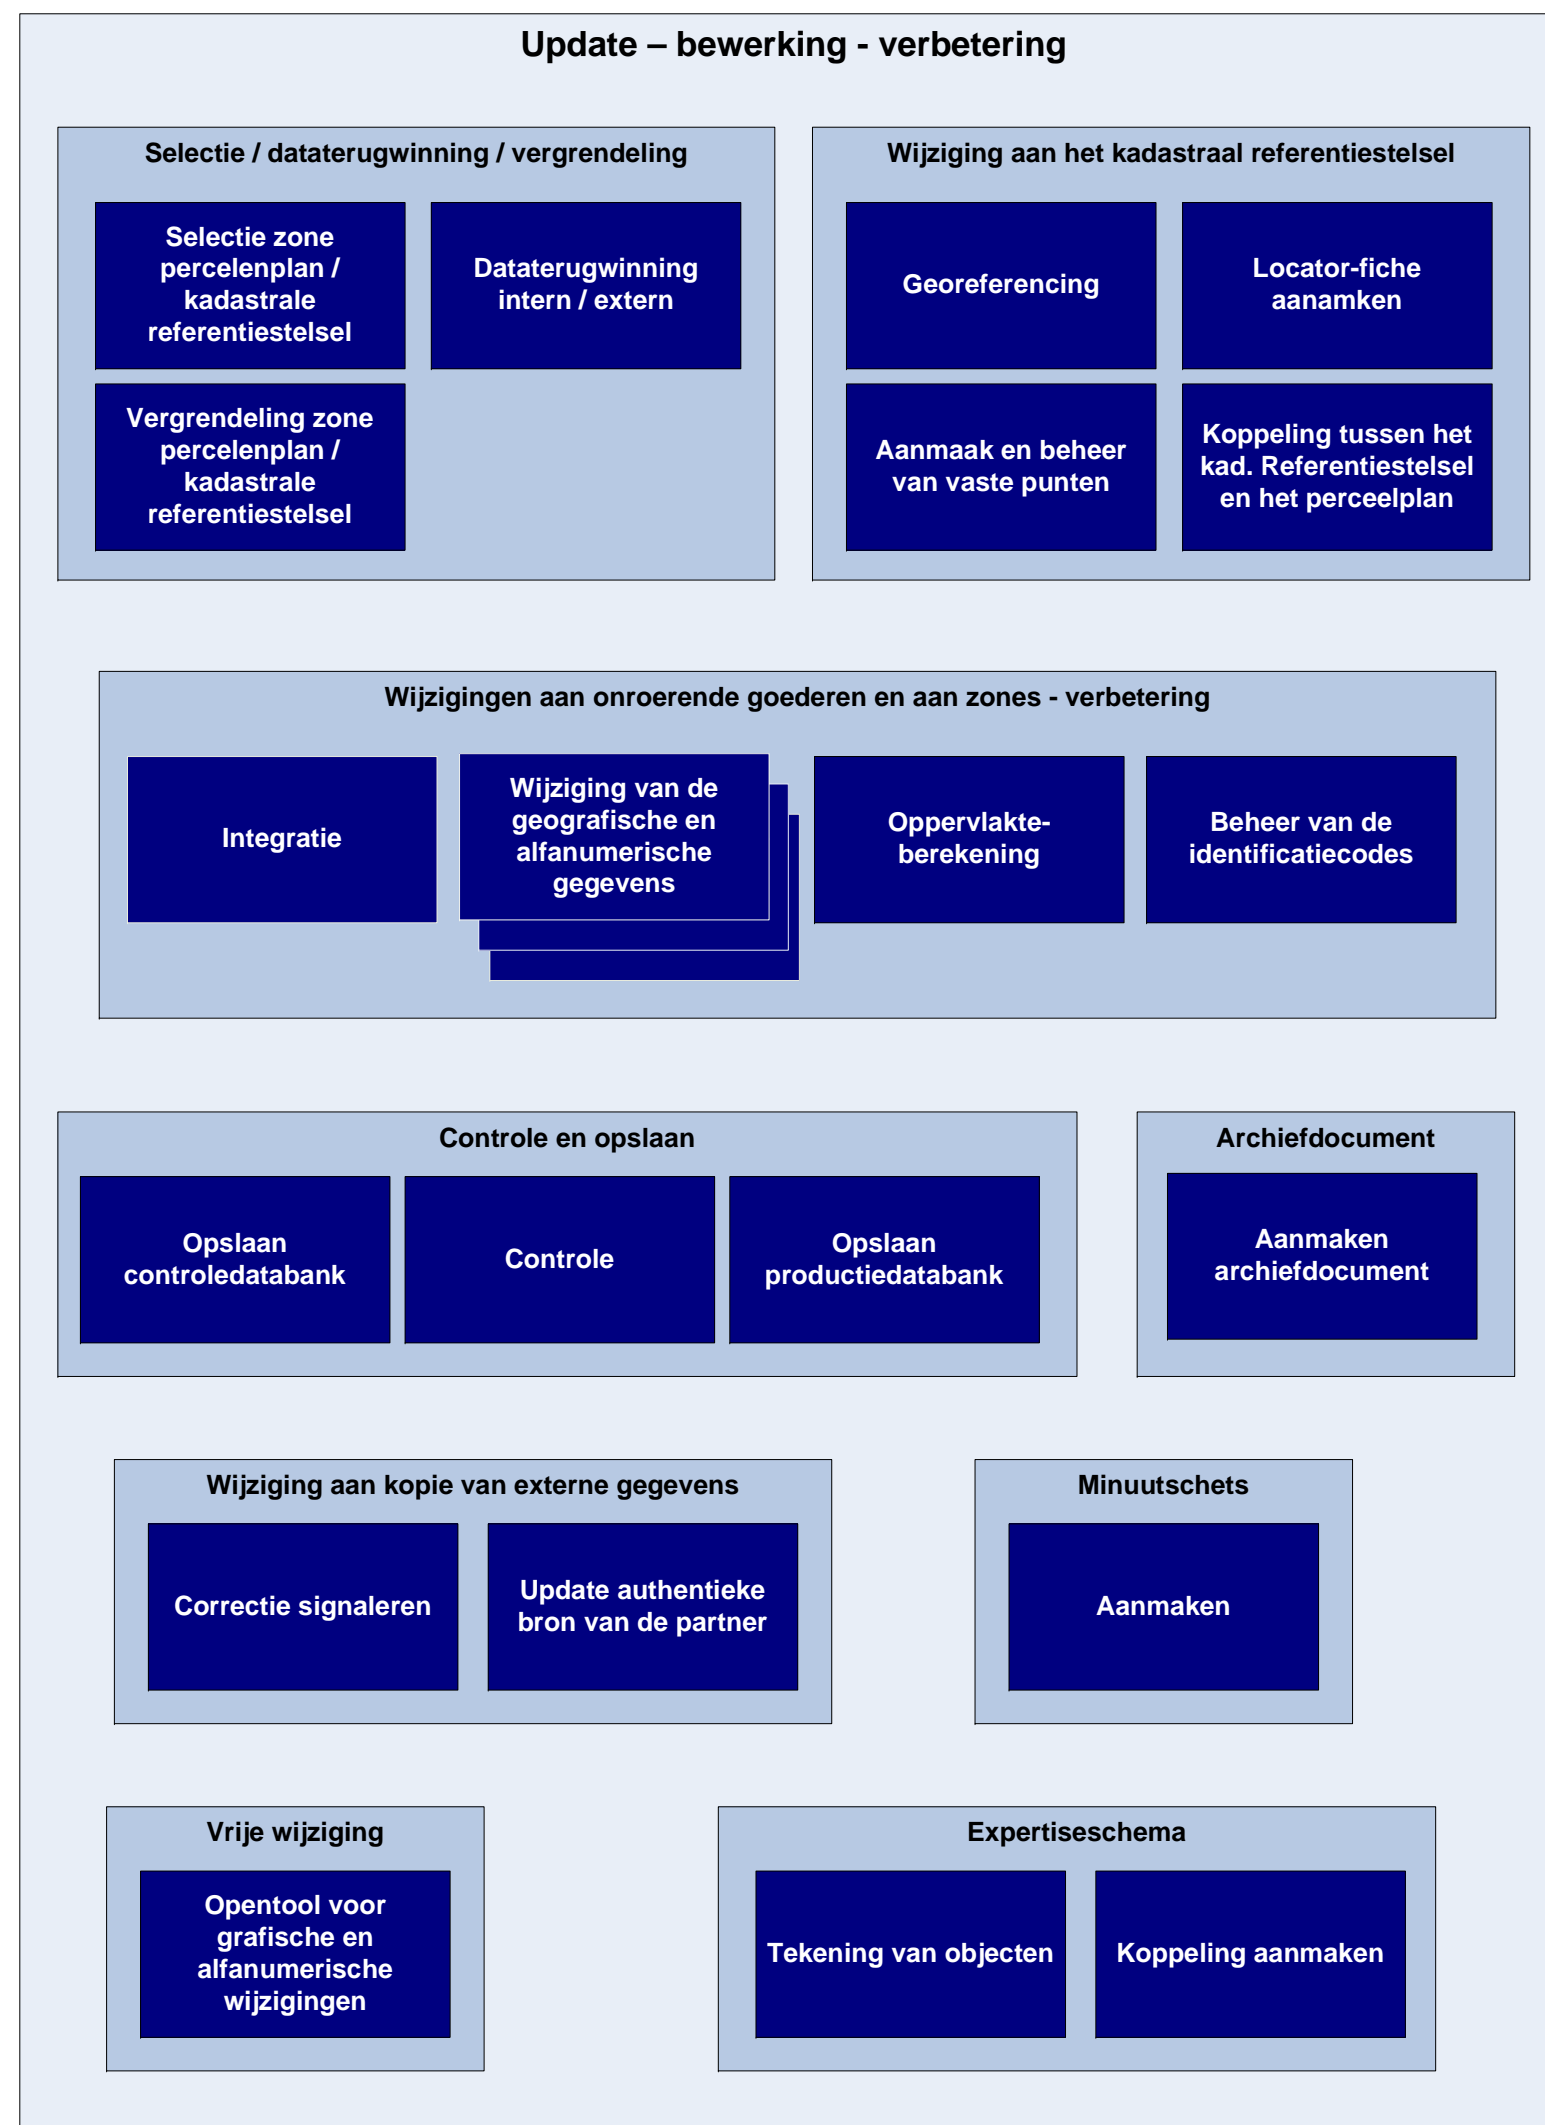 Update – bewerking - verbetering
Selectie / dataterugwinning / vergrendeling
Selectie zone
percelenplan /
kadastrale
referentiestelsel
Dataterugwinning
intern / extern
Vergrendeling zone
percelenplan /
kadastrale
referentiestelsel
Wijziging aan het kadastraal referentiestelsel
Georeferencing
Locator-fiche
aanamken
Aanmaak en beheer
van vaste punten
Koppeling tussen het
kad. Referentiestelsel
en het perceelplan
Wijzigingen aan onroerende goederen en aan zones - verbetering
Integratie
Wijziging van de
geografische en
alfanumerische
gegevens
Oppervlakte-
berekening
Beheer van de
identificatiecodes
Controle en opslaan
Opslaan
controledatabank
Controle
Opslaan
productiedatabank
Archiefdocument
Aanmaken
archiefdocument
Wijziging aan kopie van externe gegevens
Correctie signaleren
Update authentieke
bron van de partner
Minuutschets
Aanmaken
Vrije wijziging
Opentool voor
grafische en
alfanumerische
wijzigingen
Expertiseschema
Tekening van objecten
Koppeling aanmaken